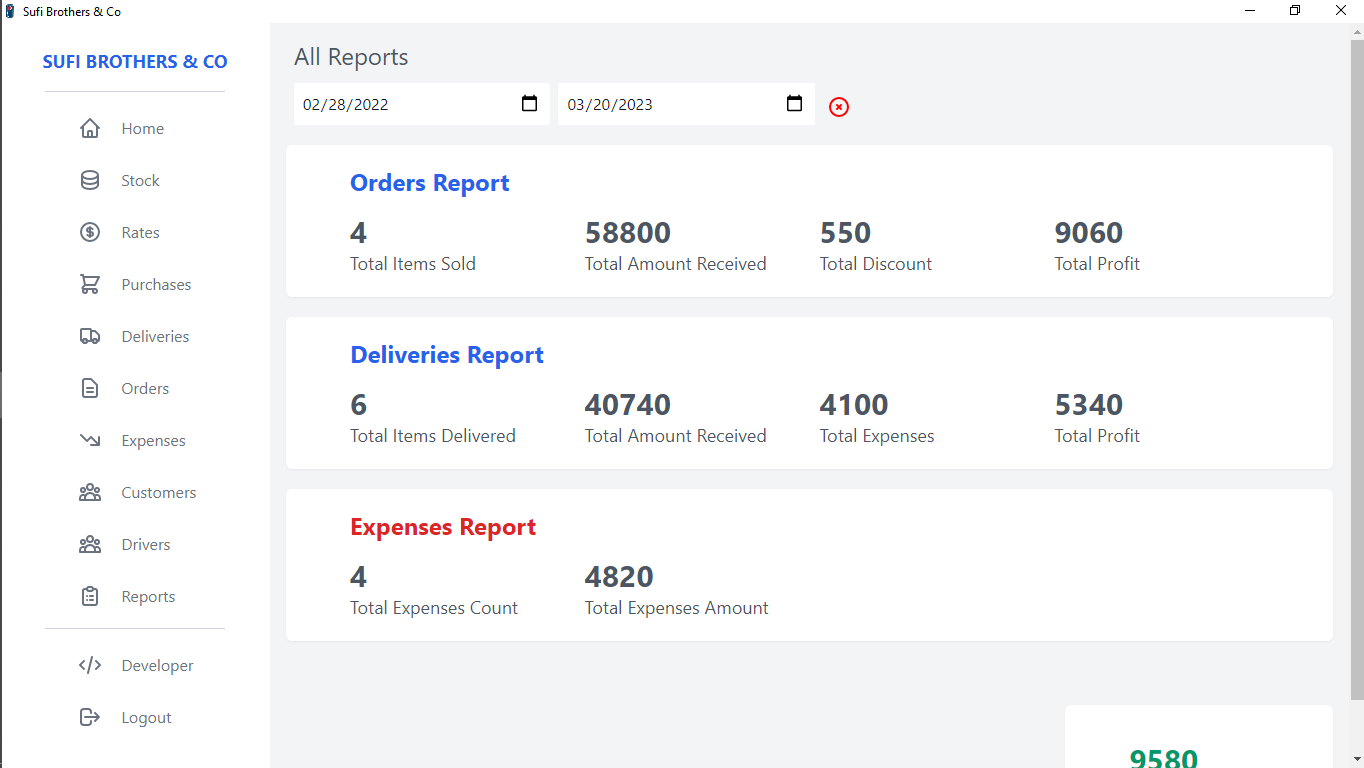 Sufi Brothers & Co
SUFI BROTHERS & CO
Home
Stock
Rates
Purchases
Deliveries
Orders
Expenses
Customers
Drivers
Reports
Developer
Logout
All Reports
02/28/2022 03/20/2023
Orders Report
4 58800 550 9060
Total Items Sold Total Amount Received Total Discount Total Profit
Deliveries Report
6 40740 4100 5340
Total Items Delivered Total Amount Received Total Expenses Total Profit
Expenses Report
4 4820
Total Expenses Count Total Expenses Amount
9580